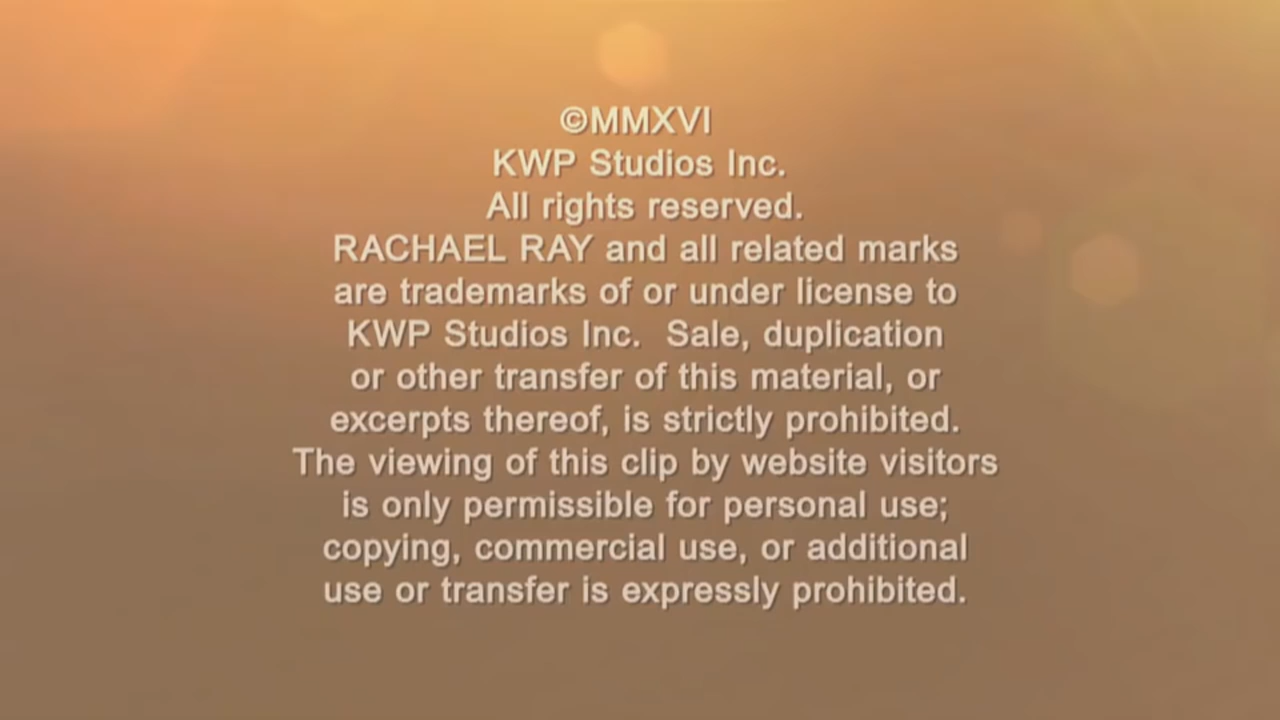 ©MMXVI
KWP Studios Inc.
All rights reserved.
RACHAEL RAY and all related marks
are trademarks of or under license to
KWP Studios Inc.  Sale, duplication
or other transfer of this material, or
excerpts thereof, is strictly prohibited.
The viewing of this clip by website visitors
is only permissible for personal use;
copying, commercial use, or additional
use or transfer is expressly prohibited.